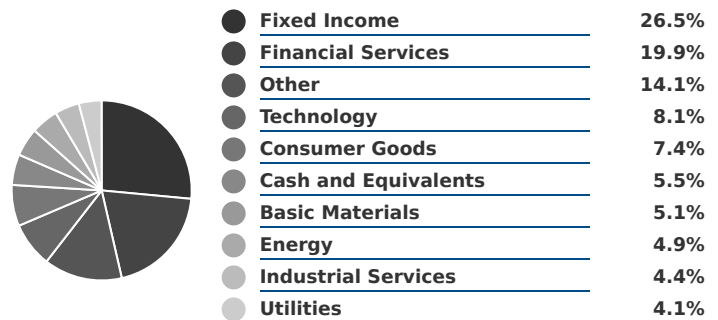 Fixed Income 26.5%
Financial Services 19.9%
Other 14.1%
Technology 8.1%
Consumer Goods 7.4%
Cash and Equivalents 5.5%
Basic Materials 5.1%
Energy 4.9%
Industrial Services 4.4%
Utilities 4.1%